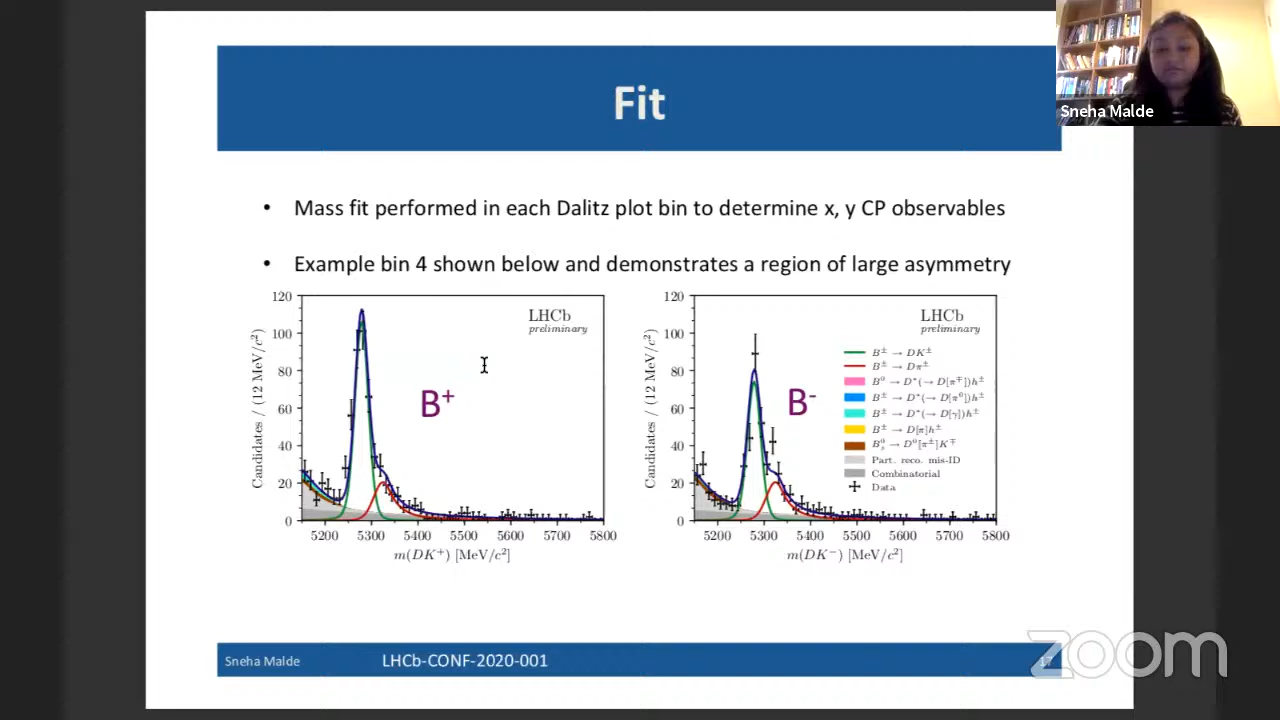 Fit
Sneha Malde
• Mass fit performed in each Dalitz plot bin to determine x, y CP observables
• Example bin 4 shown below and demonstrates a region of large asymmetry
120
100
80
60
40
20
0
Candidates / (12 MeV/c²)
LHCb
preliminary
B⁺
5200 5300 5400 5500 5600 5700 5800
m(DK⁺) [MeV/c²]
120
100
80
60
40
20
0
Candidates / (12 MeV/c²)
LHCb
preliminary
B⁻
B± → DK±
B± → Dπ±
B⁰ → D*(→ D[π∓])h±
B± → D*(→ D[π⁰])h±
B± → D*(→ D[γ])h±
B± → D[π]h±
B⁰ₛ → D⁰[π±]K∓
Part. reco. mis-ID
Combinatorial
Data
5200 5300 5400 5500 5600 5700 5800
m(DK⁻) [MeV/c²]
Sneha Malde LHCb-CONF-2020-001 17
zoom